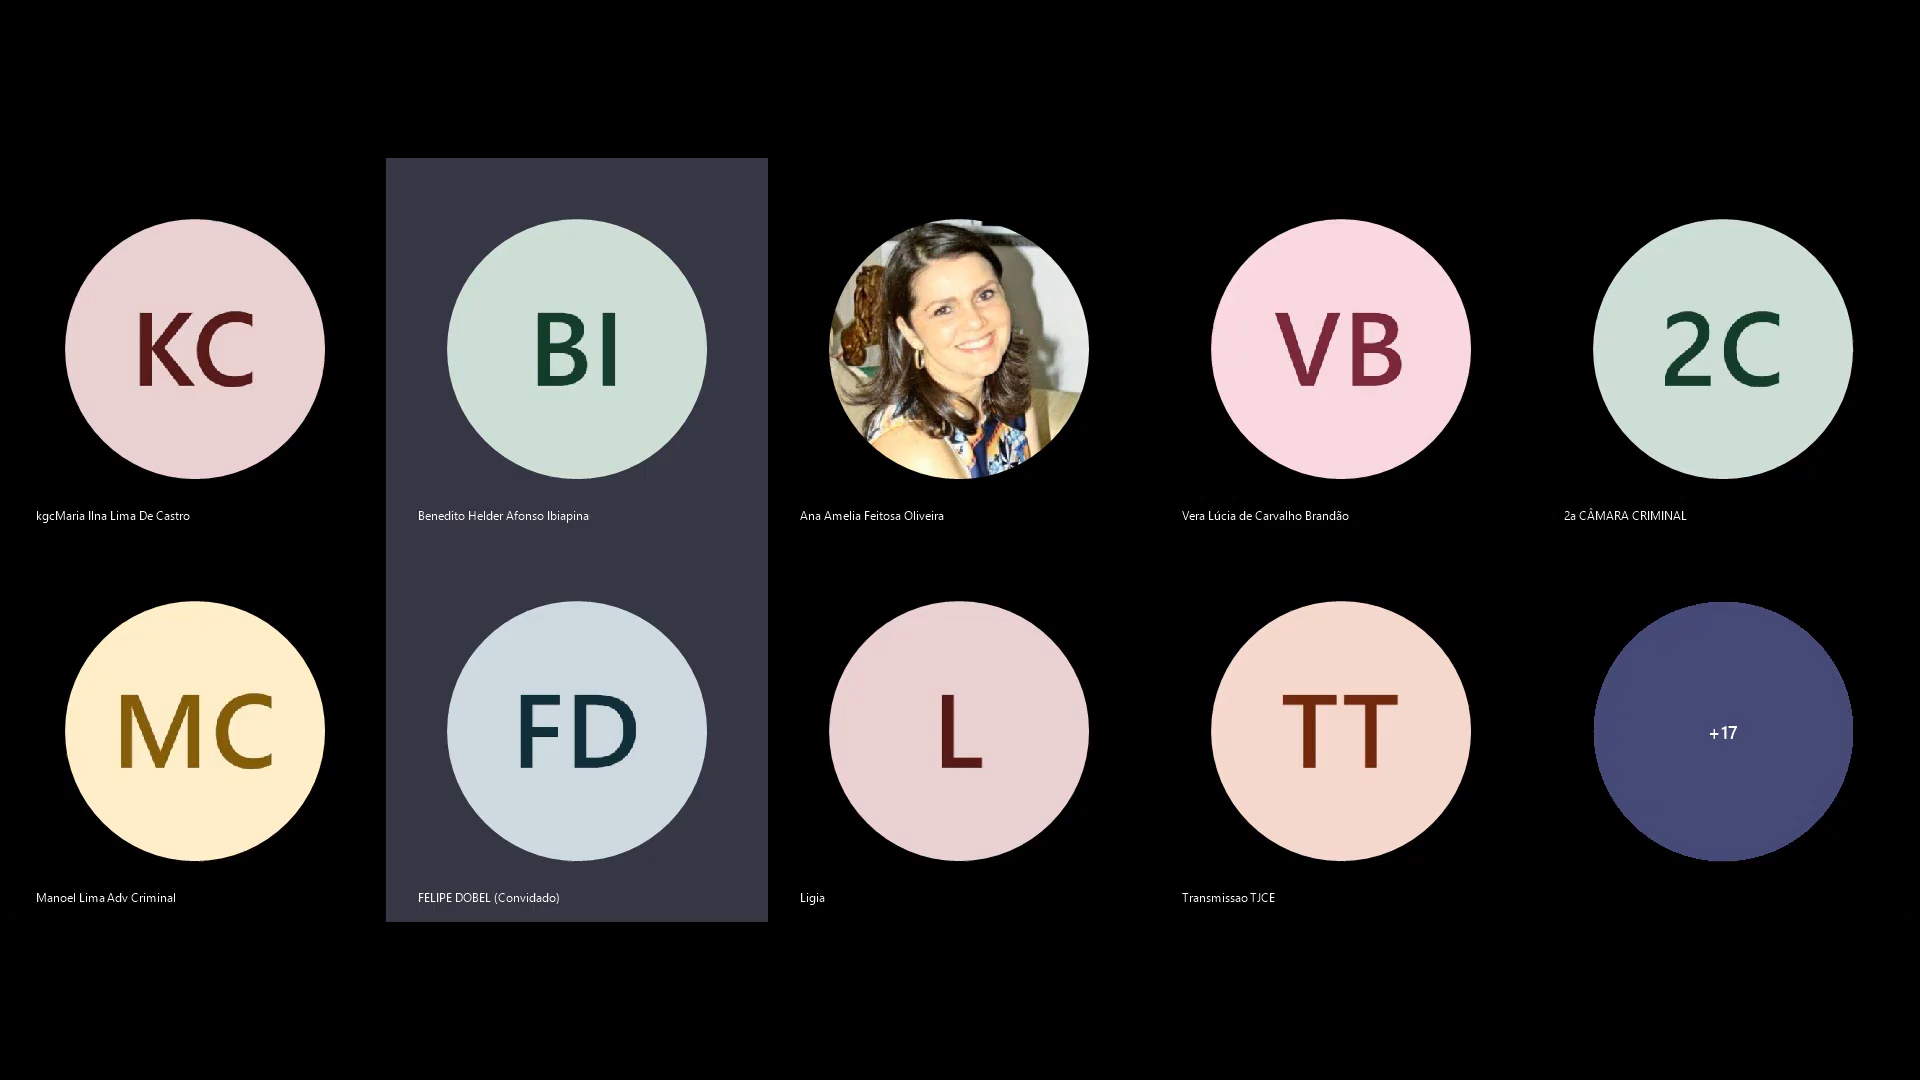 KC
BI
VB
2C
kgcMaria Ilna Lima De Castro
Benedito Helder Afonso Ibiapina
Ana Amelia Feitosa Oliveira
Vera Lúcia de Carvalho Brandão
2a CÂMARA CRIMINAL
MC
FD
L
TT
+17
Manoel Lima Adv Criminal
FELIPE DOBEL (Convidado)
Ligia
Transmissao TJCE